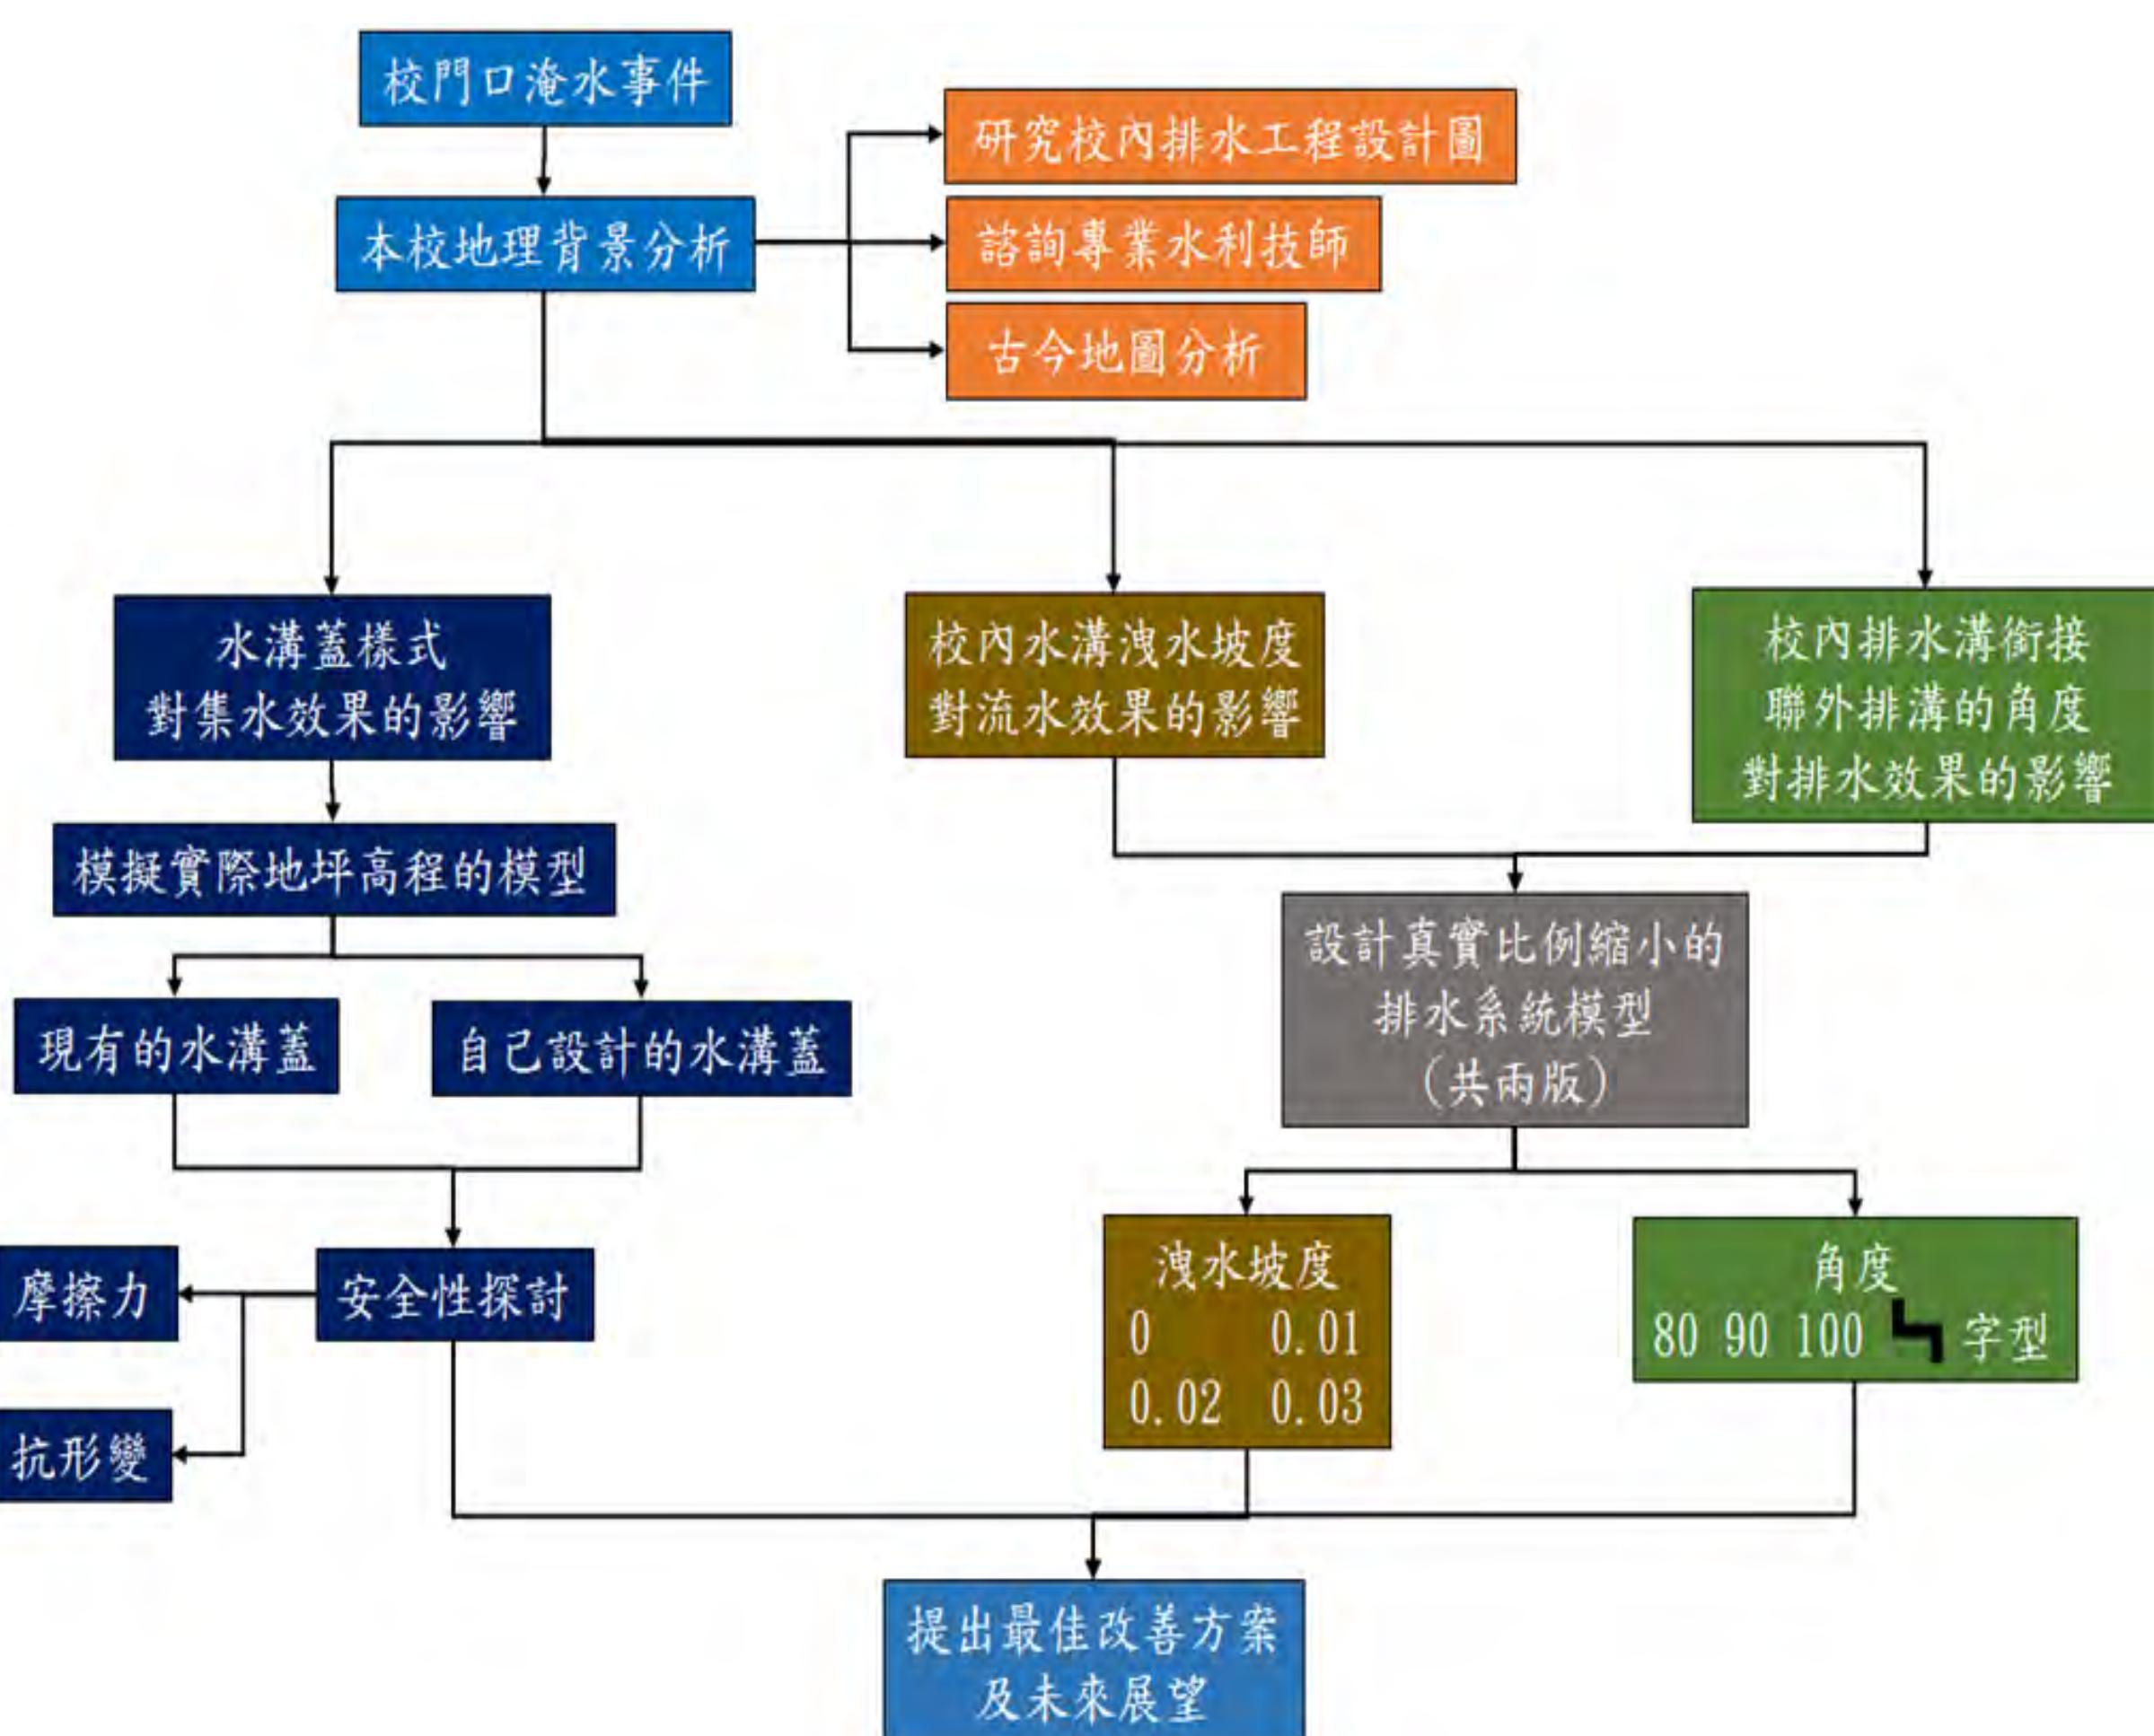 校門口淹水事件
研究校內排水工程設計圖
本校地理背景分析
諮詢專業水利技師
古今地圖分析
水溝蓋樣式
對集水效果的影響
校內水溝洩水坡度
對流水效果的影響
校內排水溝銜接
聯外排溝的角度
對排水效果的影響
模擬實際地坪高程的模型
設計真實比例縮小的
排水系統模型
（共兩版）
現有的水溝蓋
自己設計的水溝蓋
摩擦力
安全性探討
抗形變
洩水坡度
0 0.01
0.02 0.03
角度
80 90 100 字型
提出最佳改善方案
及未來展望